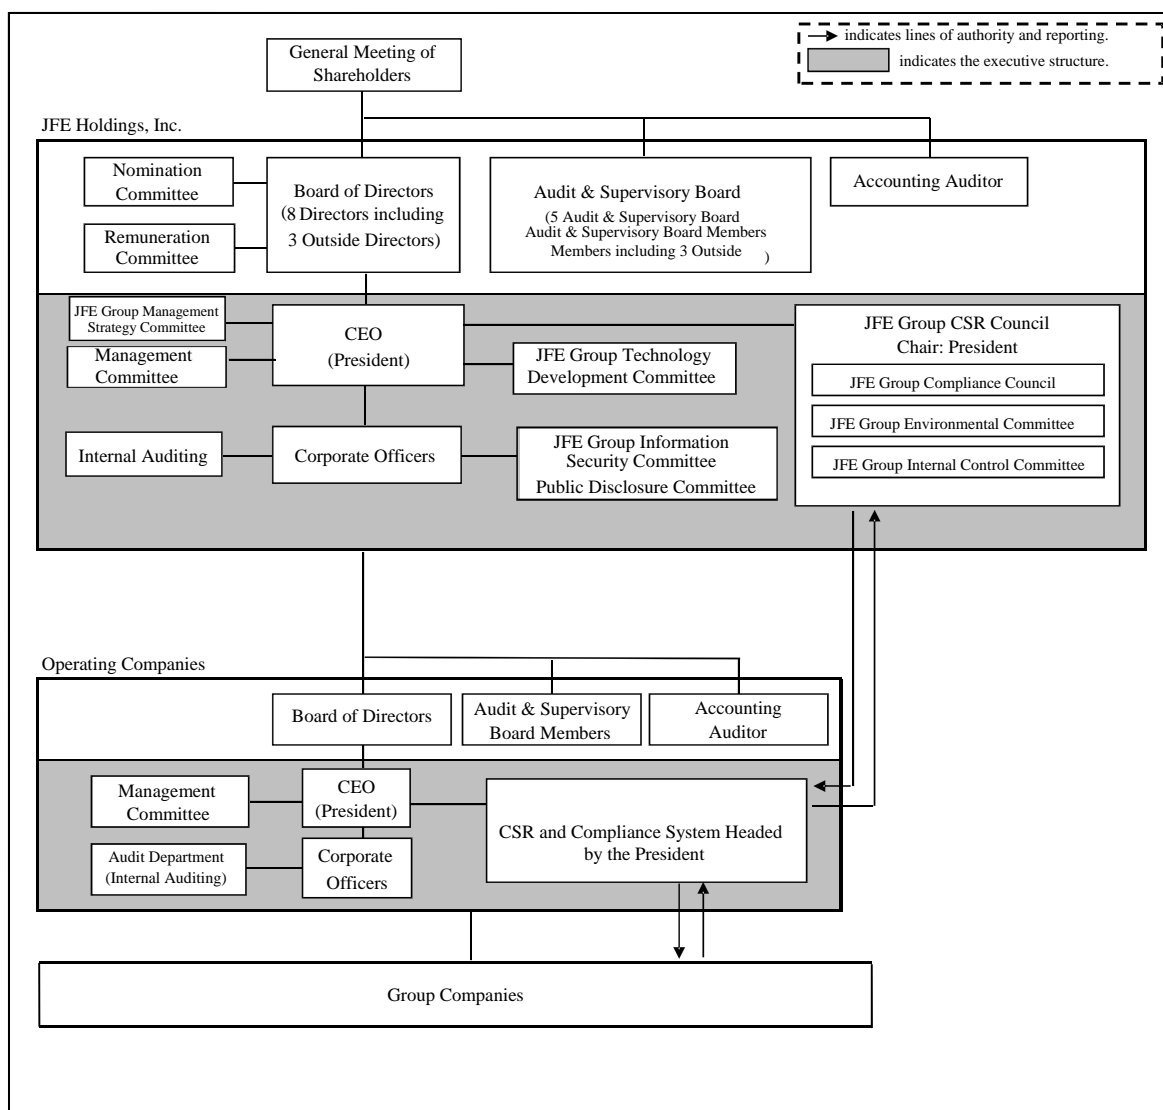 General Meeting of
Shareholders
indicates lines of authority and reporting.
indicates the executive structure.
JFE Holdings, Inc.
Nomination
Committee
Remuneration
Committee
Board of Directors
(8 Directors including
3 Outside Directors)
Audit & Supervisory Board
(5 Audit & Supervisory Board
Audit & Supervisory Board Members
Members including 3 Outside )
Accounting Auditor
JFE Group Management
Strategy Committee
Management
Committee
CEO
(President)
JFE Group Technology
Development Committee
JFE Group CSR Council
Chair: President
JFE Group Compliance Council
JFE Group Environmental Committee
JFE Group Internal Control Committee
Internal Auditing
Corporate Officers
JFE Group Information
Security Committee
Public Disclosure Committee
Operating Companies
Board of Directors
Audit & Supervisory
Board Members
Accounting
Auditor
Management
Committee
CEO
(President)
Audit Department
(Internal Auditing)
Corporate
Officers
CSR and Compliance System Headed
by the President
Group Companies